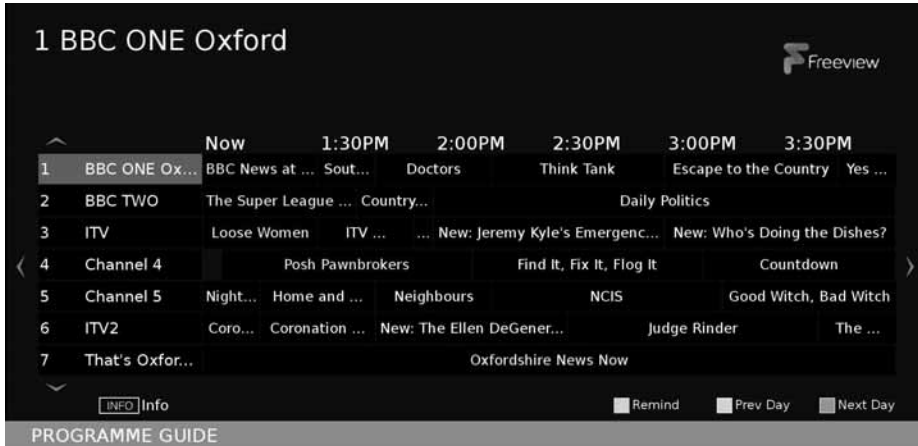 1 BBC ONE Oxford
Freeview
Now 1:30PM 2:00PM 2:30PM 3:00PM 3:30PM
1 BBC ONE Ox... BBC News at ... Sout... Doctors Think Tank Escape to the Country Yes ...
2 BBC TWO The Super League ... Country... Daily Politics
3 ITV Loose Women ITV ... ... New: Jeremy Kyle's Emergenc... New: Who's Doing the Dishes?
4 Channel 4 Posh Pawnbrokers Find It, Fix It, Flog It Countdown
5 Channel 5 Night... Home and ... Neighbours NCIS Good Witch, Bad Witch
6 ITV2 Coro... Coronation ... New: The Ellen DeGener... Judge Rinder The ...
7 That's Oxfor... Oxfordshire News Now
INFO Info Remind Prev Day Next Day
PROGRAMME GUIDE